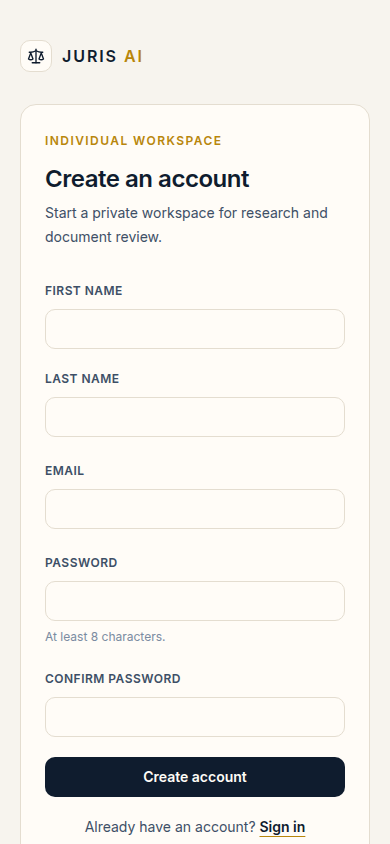 JURIS AI
INDIVIDUAL WORKSPACE
Create an account
Start a private workspace for research and
document review.
FIRST NAME
LAST NAME
EMAIL
PASSWORD
At least 8 characters.
CONFIRM PASSWORD
Create account
Already have an account? Sign in